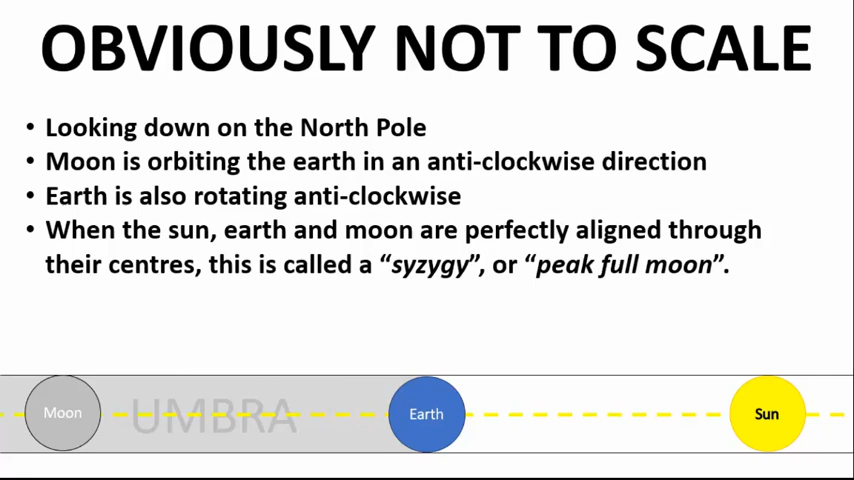 OBVIOUSLY NOT TO SCALE
• Looking down on the North Pole
• Moon is orbiting the earth in an anti-clockwise direction
• Earth is also rotating anti-clockwise
• When the sun, earth and moon are perfectly aligned through
their centres, this is called a “syzygy”, or “peak full moon”.
Moon UMBRA Earth Sun